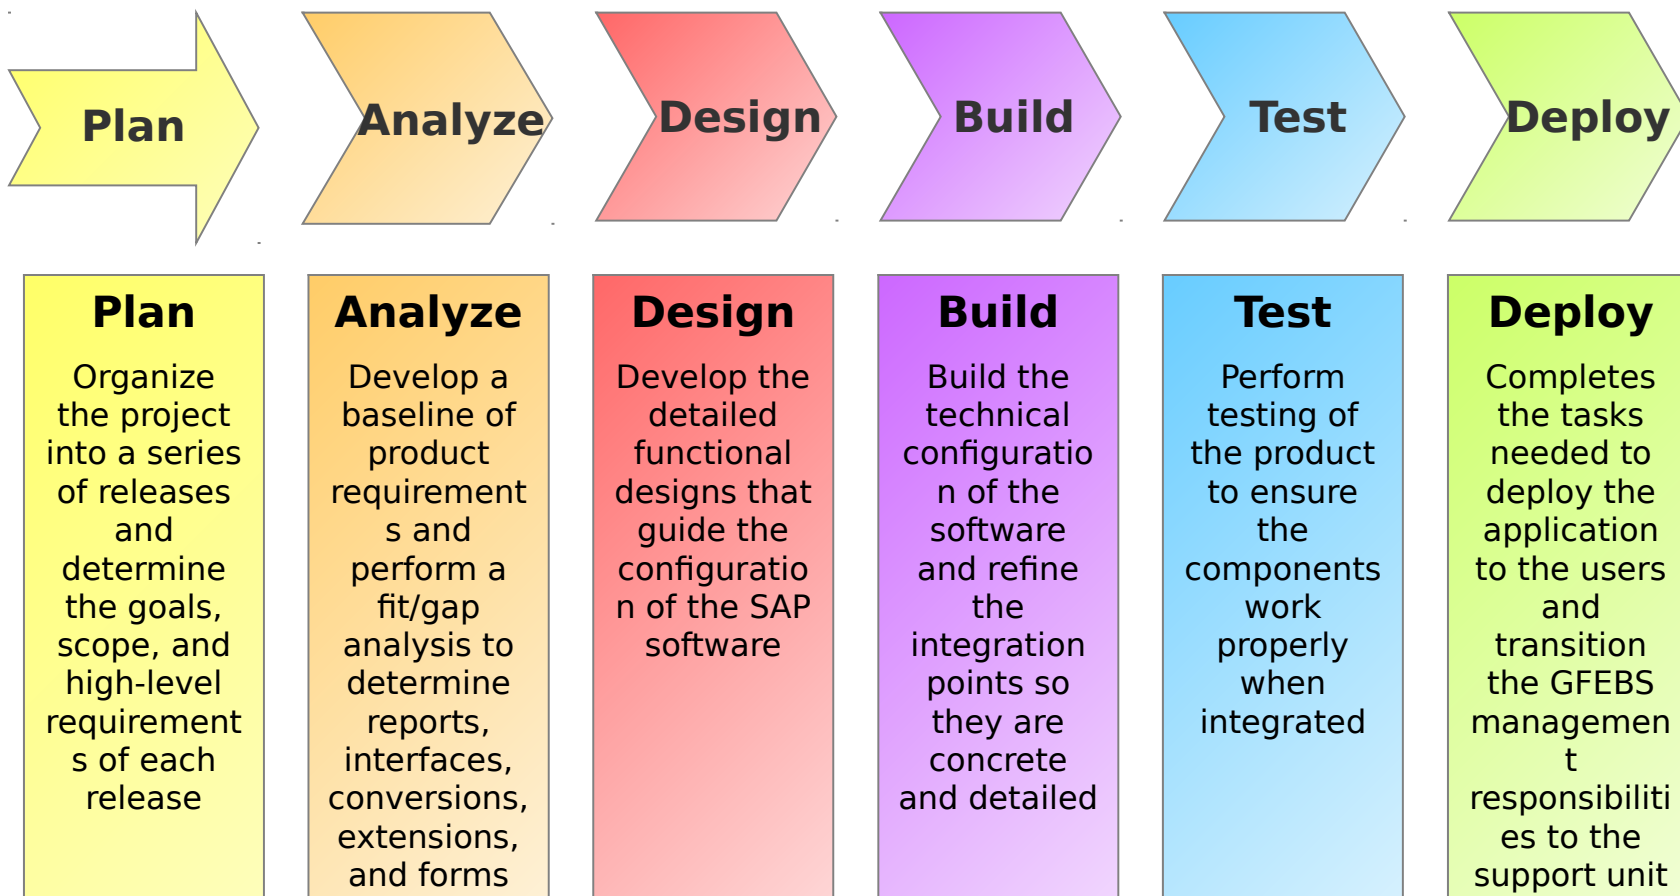 Plan
Analyze
Design
Build
Test
Deploy
Plan
Organize
the project
into a series
of releases
and
determine
the goals,
scope, and
high-level
requirement
s of each
release
Analyze
Develop a
baseline of
product
requirement
s and
perform a
fit/gap
analysis to
determine
reports,
interfaces,
conversions,
extensions,
and forms
Design
Develop the
detailed
functional
designs that
guide the
configuratio
n of the SAP
software
Build
Build the
technical
configuratio
n of the
software
and refine
the
integration
points so
they are
concrete
and detailed
Test
Perform
testing of
the product
to ensure
the
components
work
properly
when
integrated
Deploy
Completes
the tasks
needed to
deploy the
application
to the users
and
transition
the GFEBS
managemen
t
responsibiliti
es to the
support unit